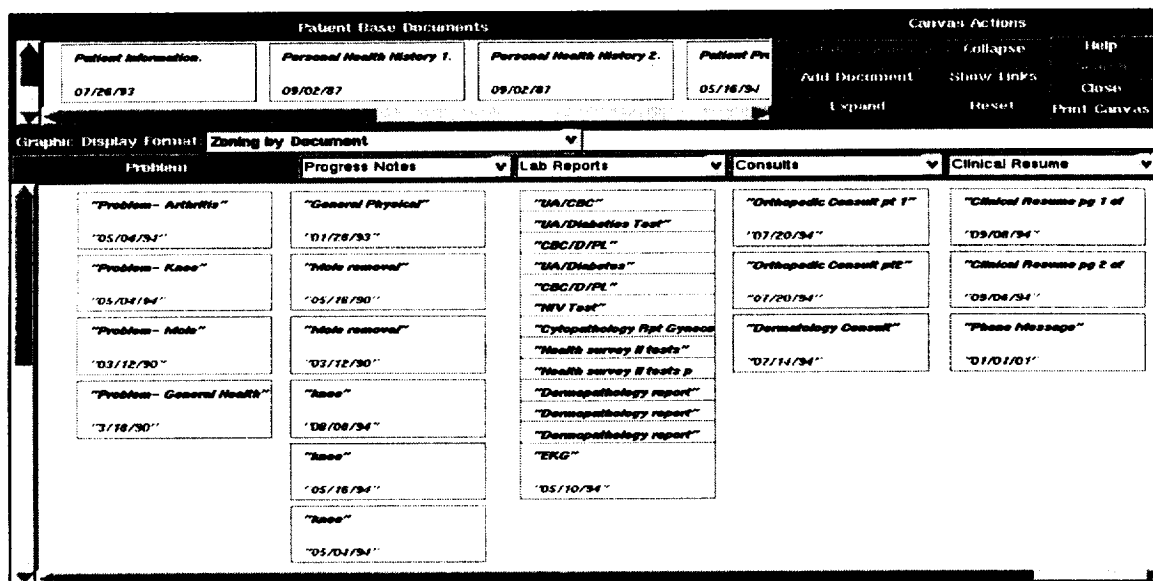 Patient Base Documents
Canvas Actions
Patient Information.
07/26/93
Personal Health History 1.
09/02/87
Personal Health History 2.
09/02/87
Patient Pro
05/16/94
Collapse
Help
Add Document
Show Links
Close
Expand
Reset
Print Canvas
Graphic Display Format: Zoning by Document
Problem
Progress Notes
Lab Reports
Consults
Clinical Resume
"Problem- Arthritis"
"05/04/94"
"Problem- Knee"
"05/04/94"
"Problem- Mole"
"03/12/90"
"Problem- General Health"
"3/18/90"
"General Physical"
"01/26/93"
"Mole removal"
"05/16/90"
"Mole removal"
"03/12/90"
"knee"
"08/08/94"
"knee"
"05/16/94"
"knee"
"05/04/94"
"UA/CBC"
"UA/Diabetics Test"
"CBC/D/PL"
"UA/Diabetes"
"CBC/D/PL"
"HIV Test"
"Cytopathology Rpt Gyneco
"Health survey II tests"
"Health survey II tests p
"Dermopathology report"
"Dermopathology report"
"Dermopathology report"
"EKG"
"05/10/94"
"Orthopedic Consult pt 1"
"07/20/94"
"Orthopedic Consult pt2"
"07/20/94"
"Dermatology Consult"
"07/14/94"
"Clinical Resume pg 1 of
"09/08/94"
"Clinical Resume pg 2 of
"09/04/94"
"Phone Message"
"01/01/01"